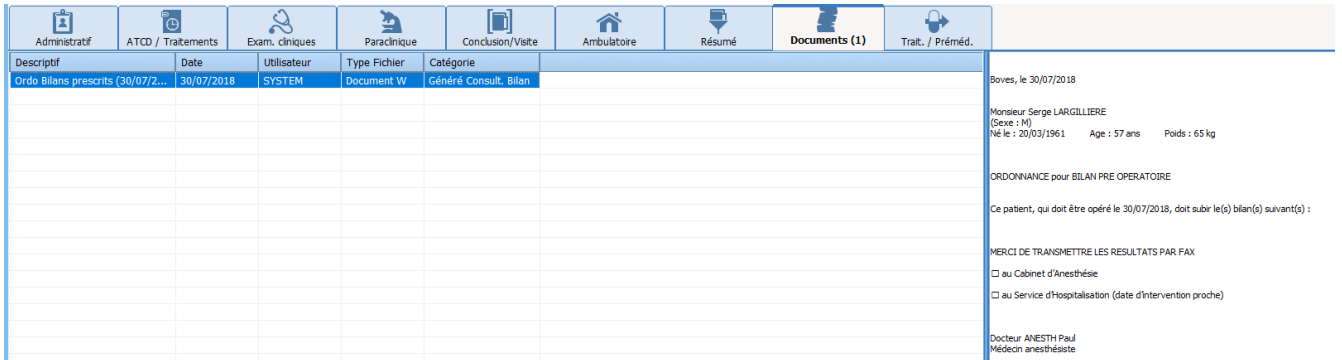 Administratif
ATCD / Traitements
Exam. cliniques
Paraclinique
Conclusion/Visite
Ambulatoire
Résumé
Documents (1)
Trait. / Préméd.
Descriptif Date Utilisateur Type Fichier Catégorie
Ordo Bilans prescrits (30/07/2... 30/07/2018 SYSTEM Document W Généré Consult. Bilan
Boves, le 30/07/2018
Monsieur Serge LARGILLIERE
(Sexe : M)
Né le : 20/03/1961 Age : 57 ans Poids : 65 kg
ORDONNANCE pour BILAN PRE OPERATOIRE
Ce patient, qui doit être opéré le 30/07/2018, doit subir le(s) bilan(s) suivant(s) :
MERCI DE TRANSMETTRE LES RESULTATS PAR FAX
☐ au Cabinet d'Anesthésie
☐ au Service d'Hospitalisation (date d'intervention proche)
Docteur ANESTH Paul
Médecin anesthésiste